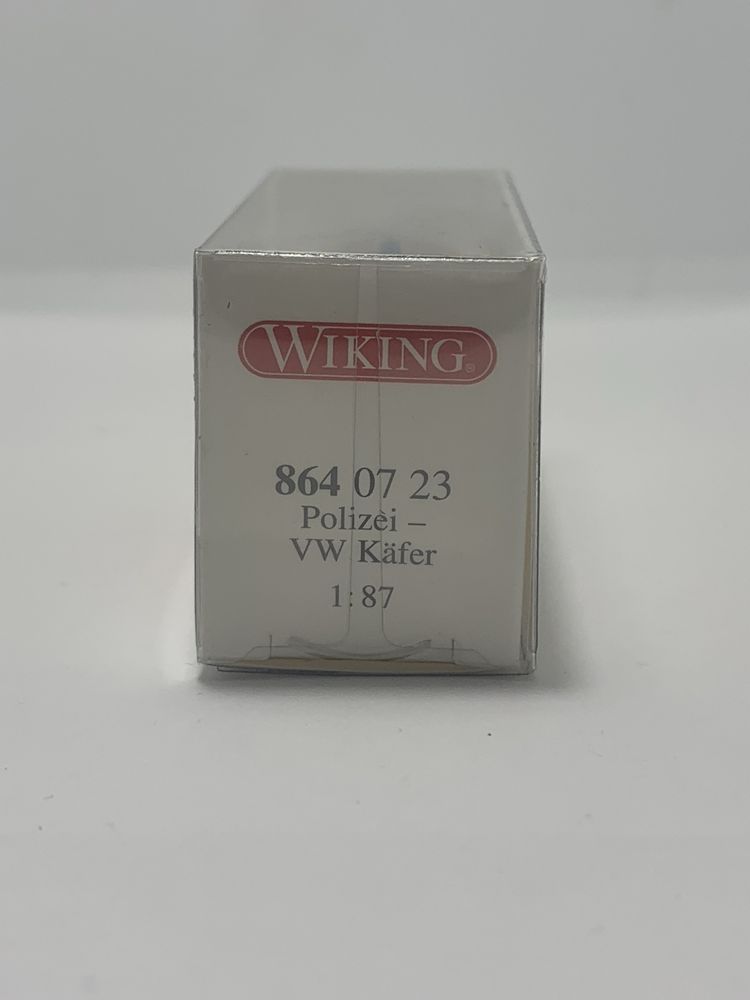 WIKING®
864 07 23
Polizei –
VW Käfer
1:87